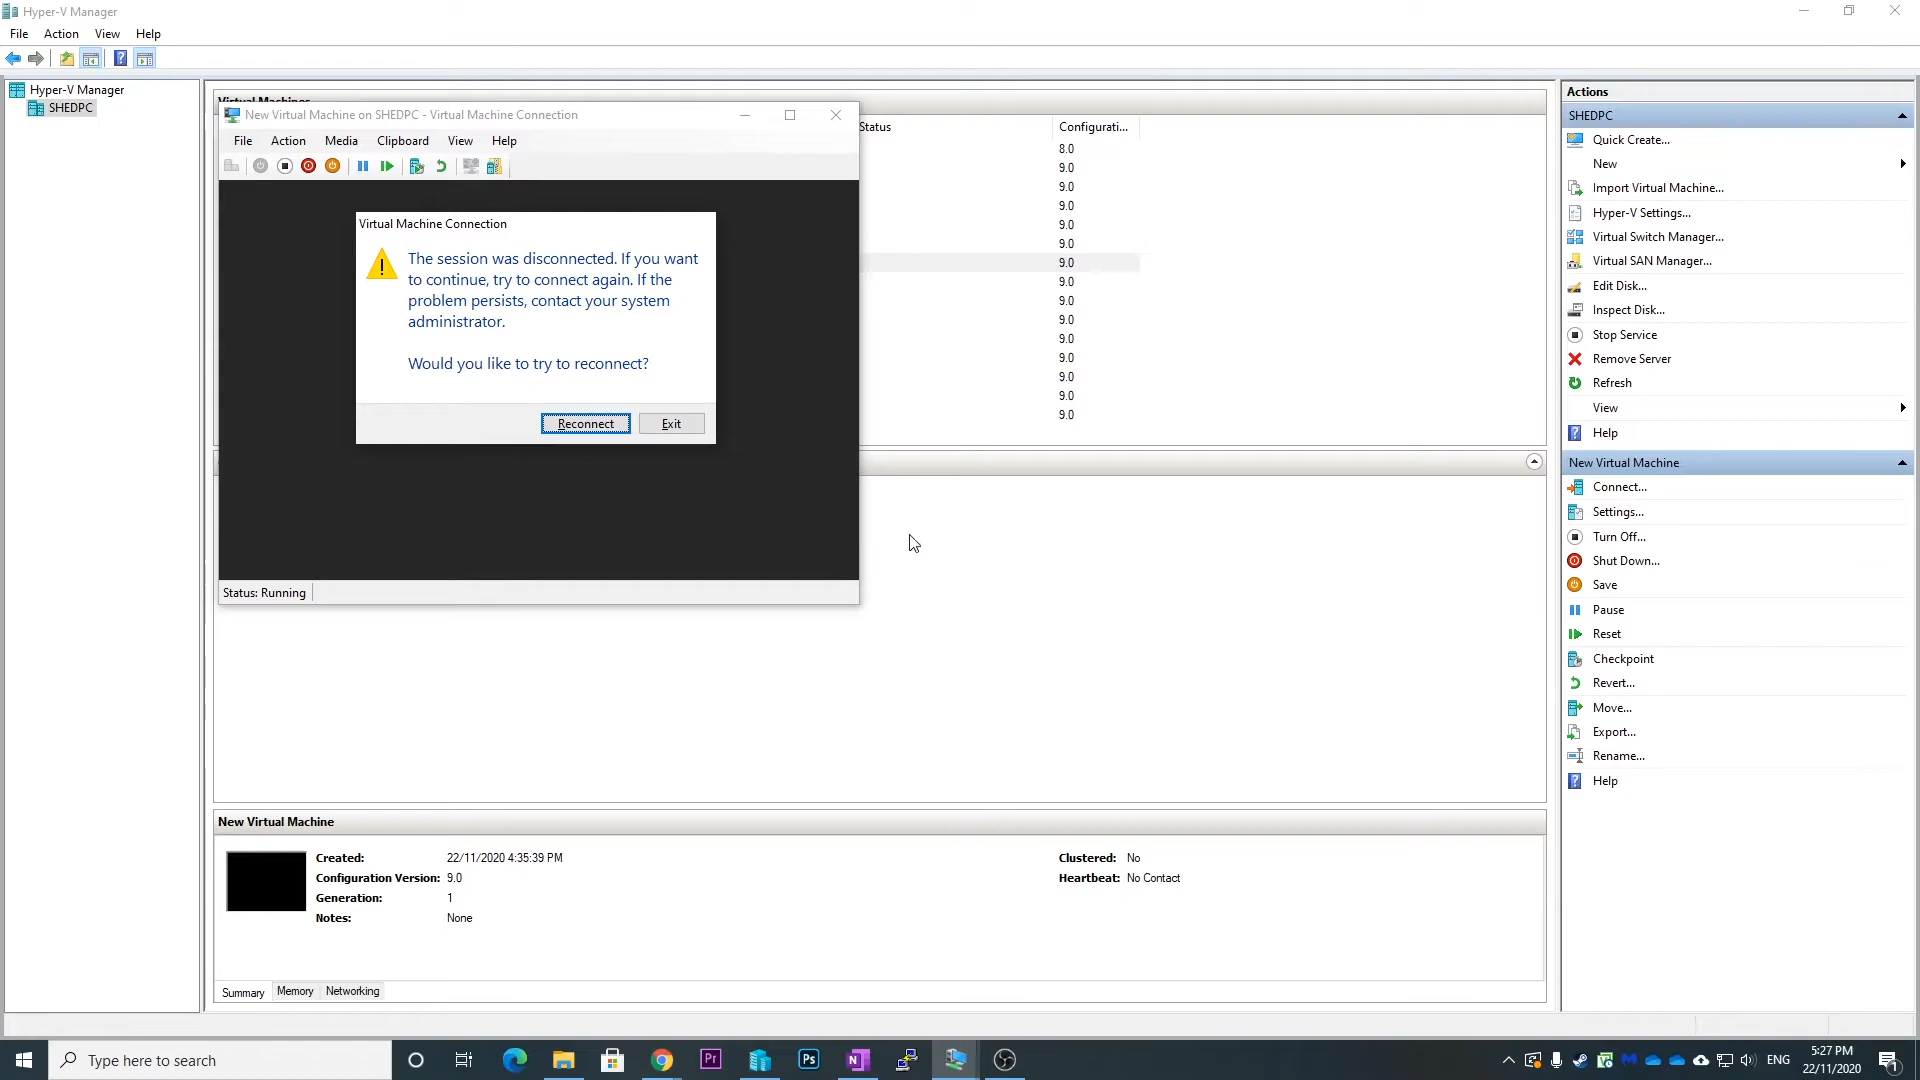 Hyper-V Manager
File Action View Help
Hyper-V Manager
SHEDPC
New Virtual Machine on SHEDPC - Virtual Machine Connection
File Action Media Clipboard View Help
Virtual Machine Connection
The session was disconnected. If you want
to continue, try to connect again. If the
problem persists, contact your system
administrator.
Would you like to try to reconnect?
Reconnect Exit
Status: Running
Status Configurati...
8.0
9.0
9.0
9.0
9.0
9.0
9.0
9.0
9.0
9.0
9.0
9.0
9.0
9.0
9.0
New Virtual Machine
Created: 22/11/2020 4:35:39 PM Clustered: No
Configuration Version: 9.0 Heartbeat: No Contact
Generation: 1
Notes: None
Summary Memory Networking
Actions
SHEDPC
Quick Create...
New
Import Virtual Machine...
Hyper-V Settings...
Virtual Switch Manager...
Virtual SAN Manager...
Edit Disk...
Inspect Disk...
Stop Service
Remove Server
Refresh
View
Help
New Virtual Machine
Connect...
Settings...
Turn Off...
Shut Down...
Save
Pause
Reset
Checkpoint
Revert...
Move...
Export...
Rename...
Help
Type here to search
Pr
Ps
N
ENG
5:27 PM
22/11/2020
1